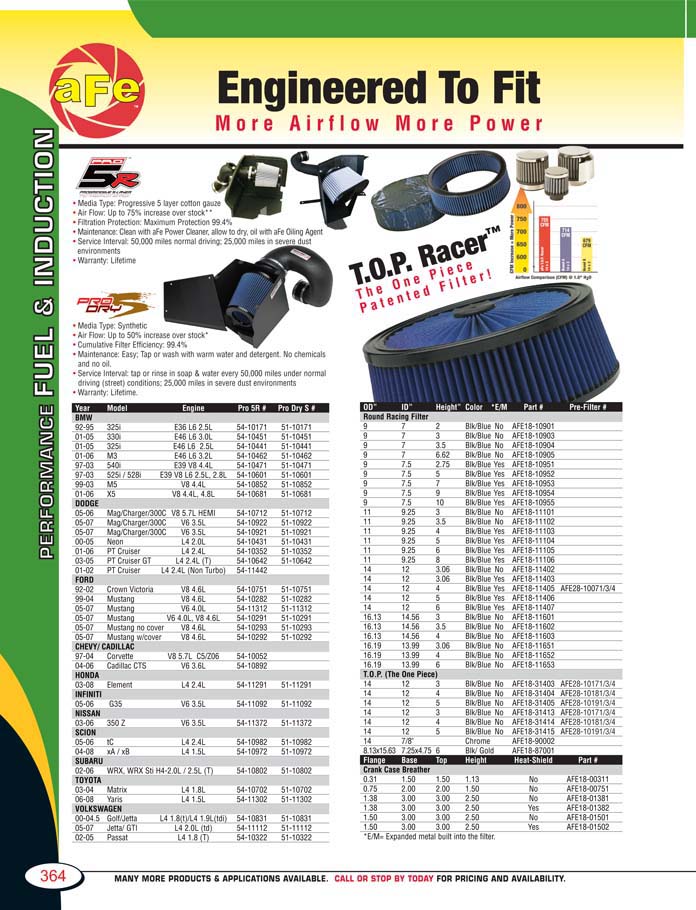 aFe
Engineered To Fit
More Airflow More Power
PERFORMANCE FUEL & INDUCTION
PRO
5R
• Media Type: Progressive 5 layer cotton gauze
• Air Flow: Up to 75% increase over stock**
• Filtration Protection: Maximum Protection 99.4%
• Maintenance: Clean with aFe Power Cleaner, allow to dry, oil with aFe Oiling Agent
• Service Interval: 50,000 miles normal driving; 25,000 miles in severe dust
environments
• Warranty: Lifetime
PRO
DRY S
• Media Type: Synthetic
• Air Flow: Up to 50% increase over stock*
• Cumulative Filter Efficiency: 99.4%
• Maintenance: Easy; Tap or wash with warm water and detergent. No chemicals
and no oil.
• Service Interval: tap or rinse in soap & water every 50,000 miles under normal
driving (street) conditions; 25,000 miles in severe dust environments
• Warranty: Lifetime.
T.O.P. Racer™
The One Piece
Patented Filter!
CFM Increase = More Power
800
750
700
650
600
0
CFM
714
CFM
CFM
Airflow Comparison (CFM) @ 1.0" H2O
Year Model Engine Pro 5R # Pro Dry S #
BMW
92-95 325i E36 L6 2.5L 54-10171 51-10171
01-05 330i E46 L6 3.0L 54-10451 51-10451
01-05 325i E46 L6 2.5L 54-10441 51-10441
01-06 M3 E46 L6 3.2L 54-10462 51-10462
97-03 540i E39 V8 4.4L 54-10471 51-10471
97-03 525i / 528i E39 V8 L6 2.5L, 2.8L 54-10601 51-10601
99-03 M5 V8 4.4L 54-10852 51-10852
01-06 X5 V8 4.4L, 4.8L 54-10681 51-10681
DODGE
05-06 Mag/Charger/300C V8 5.7L HEMI 54-10712 51-10712
05-07 Mag/Charger/300C V6 3.5L 54-10922 51-10922
05-07 Mag/Charger/300C V6 3.5L 54-10921 51-10921
00-05 Neon L4 2.0L 54-10431 51-10431
01-06 PT Cruiser L4 2.4L 54-10352 51-10352
03-05 PT Cruiser GT L4 2.4L (T) 54-10642 51-10642
01-02 PT Cruiser L4 2.4L (Non Turbo) 54-11442
FORD
92-02 Crown Victoria V8 4.6L 54-10751 51-10751
99-04 Mustang V8 4.6L 54-10282 51-10282
05-07 Mustang V6 4.0L 54-11312 51-11312
05-07 Mustang V6 4.0L, V8 4.6L 54-10291 51-10291
05-07 Mustang no cover V8 4.6L 54-10293 51-10293
05-07 Mustang w/cover V8 4.6L 54-10292 51-10292
CHEVY/ CADILLAC
97-04 Corvette V8 5.7L C5/Z06 54-10052
04-06 Cadillac CTS V6 3.6L 54-10892
HONDA
03-08 Element L4 2.4L 54-11291 51-11291
INFINITI
05-06 G35 V6 3.5L 54-11092 51-11092
NISSAN
03-06 350 Z V6 3.5L 54-11372 51-11372
SCION
05-06 tC L4 2.4L 54-10982 51-10982
04-08 xA / xB L4 1.5L 54-10972 51-10972
SUBARU
02-06 WRX, WRX Sti H4-2.0L / 2.5L (T) 54-10802 51-10802
TOYOTA
03-04 Matrix L4 1.8L 54-10702 51-10702
06-08 Yaris L4 1.5L 54-11302 51-11302
VOLKSWAGEN
00-04.5 Golf/Jetta L4 1.8(t)/L4 1.9L(tdi) 54-10831 51-10831
05-07 Jetta/ GTI L4 2.0L (td) 54-11112 51-11112
02-05 Passat L4 1.8 (T) 54-10322 51-10322
OD" ID" Height" Color *E/M Part # Pre-Filter #
Round Racing Filter
9 7 2 Blk/Blue No AFE18-10901
9 7 3 Blk/Blue No AFE18-10903
9 7 3.5 Blk/Blue No AFE18-10904
9 7 6.62 Blk/Blue No AFE18-10905
9 7.5 2.75 Blk/Blue Yes AFE18-10951
9 7.5 5 Blk/Blue Yes AFE18-10952
9 7.5 7 Blk/Blue Yes AFE18-10953
9 7.5 9 Blk/Blue Yes AFE18-10954
9 7.5 10 Blk/Blue Yes AFE18-10955
11 9.25 3 Blk/Blue No AFE18-11101
11 9.25 3.5 Blk/Blue No AFE18-11102
11 9.25 4 Blk/Blue Yes AFE18-11103
11 9.25 5 Blk/Blue Yes AFE18-11104
11 9.25 6 Blk/Blue Yes AFE18-11105
11 9.25 8 Blk/Blue Yes AFE18-11106
14 12 3.06 Blk/Blue No AFE18-11402
14 12 3.06 Blk/Blue Yes AFE18-11403
14 12 4 Blk/Blue Yes AFE18-11405 AFE28-10071/3/4
14 12 5 Blk/Blue Yes AFE18-11406
14 12 6 Blk/Blue Yes AFE18-11407
16.13 14.56 3 Blk/Blue No AFE18-11601
16.13 14.56 3.5 Blk/Blue No AFE18-11602
16.13 14.56 4 Blk/Blue No AFE18-11603
16.19 13.99 3.06 Blk/Blue No AFE18-11651
16.19 13.99 4 Blk/Blue No AFE18-11652
16.19 13.99 6 Blk/Blue No AFE18-11653
T.O.P. (The One Piece)
14 12 3 Blk/Blue No AFE18-31403 AFE28-10171/3/4
14 12 4 Blk/Blue No AFE18-31404 AFE28-10181/3/4
14 12 5 Blk/Blue No AFE18-31405 AFE28-10191/3/4
14 12 3 Blk/Blue No AFE18-31413 AFE28-10171/3/4
14 12 4 Blk/Blue No AFE18-31414 AFE28-10181/3/4
14 12 5 Blk/Blue No AFE18-31415 AFE28-10191/3/4
14 7/8" Chrome AFE18-90002
8.13x15.63 7.25x4.75 6 Blk/ Gold AFE18-87001
Flange Base Top Height Heat-Shield Part #
Crank Case Breather
0.31 1.50 1.50 1.13 No AFE18-00311
0.75 2.00 2.00 1.50 No AFE18-00751
1.38 3.00 3.00 2.50 No AFE18-01381
1.38 3.00 3.00 2.50 Yes AFE18-01382
1.50 3.00 3.00 2.50 No AFE18-01501
1.50 3.00 3.00 2.50 Yes AFE18-01502
*E/M= Expanded metal built into the filter.
364
MANY MORE PRODUCTS & APPLICATIONS AVAILABLE. CALL OR STOP BY TODAY FOR PRICING AND AVAILABILITY.